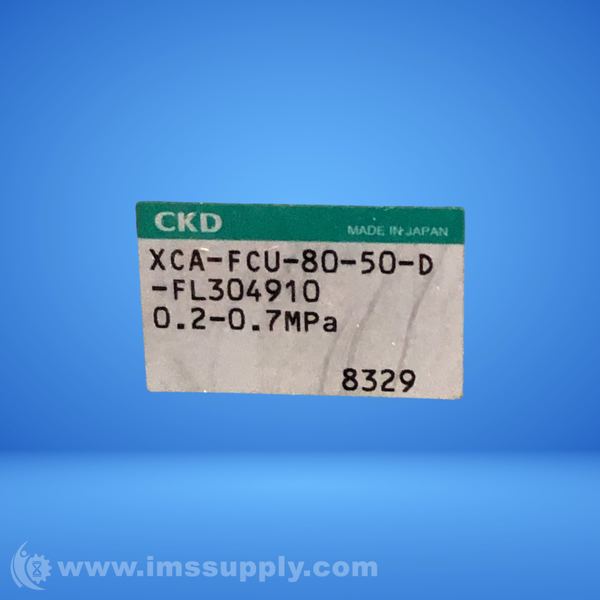 CKD
MADE IN JAPAN
XCA-FCU-80-50-D
-FL304910
0.2-0.7MPa
8329
www.imssupply.com